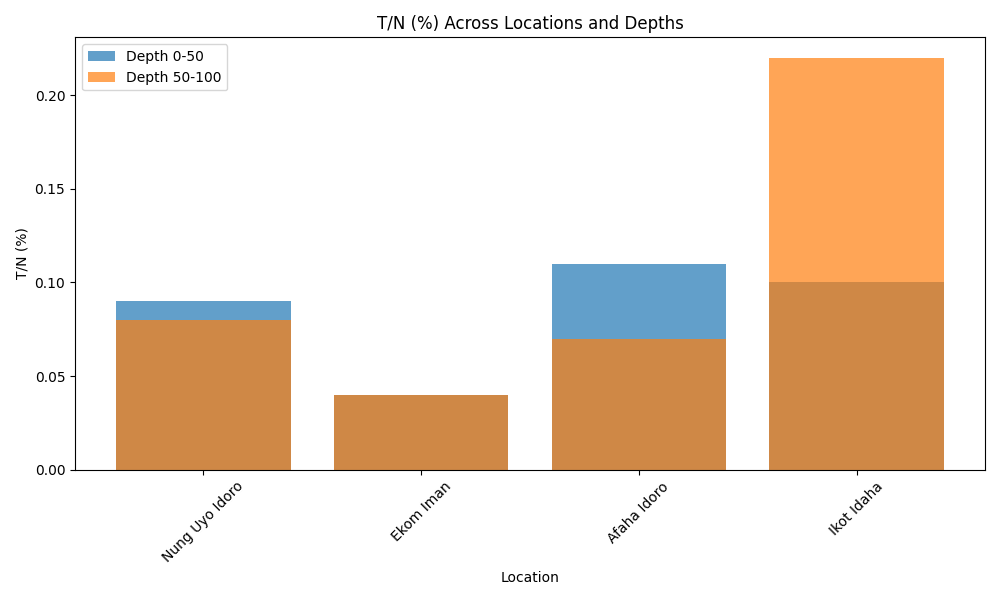 T/N (%) Across Locations and Depths
Depth 0-50
Depth 50-100
T/N (%)
0.20
0.15
0.10
0.05
0.00
Nung Uyo Idoro
Ekom Iman
Afaha Idoro
Ikot Idaha
Location